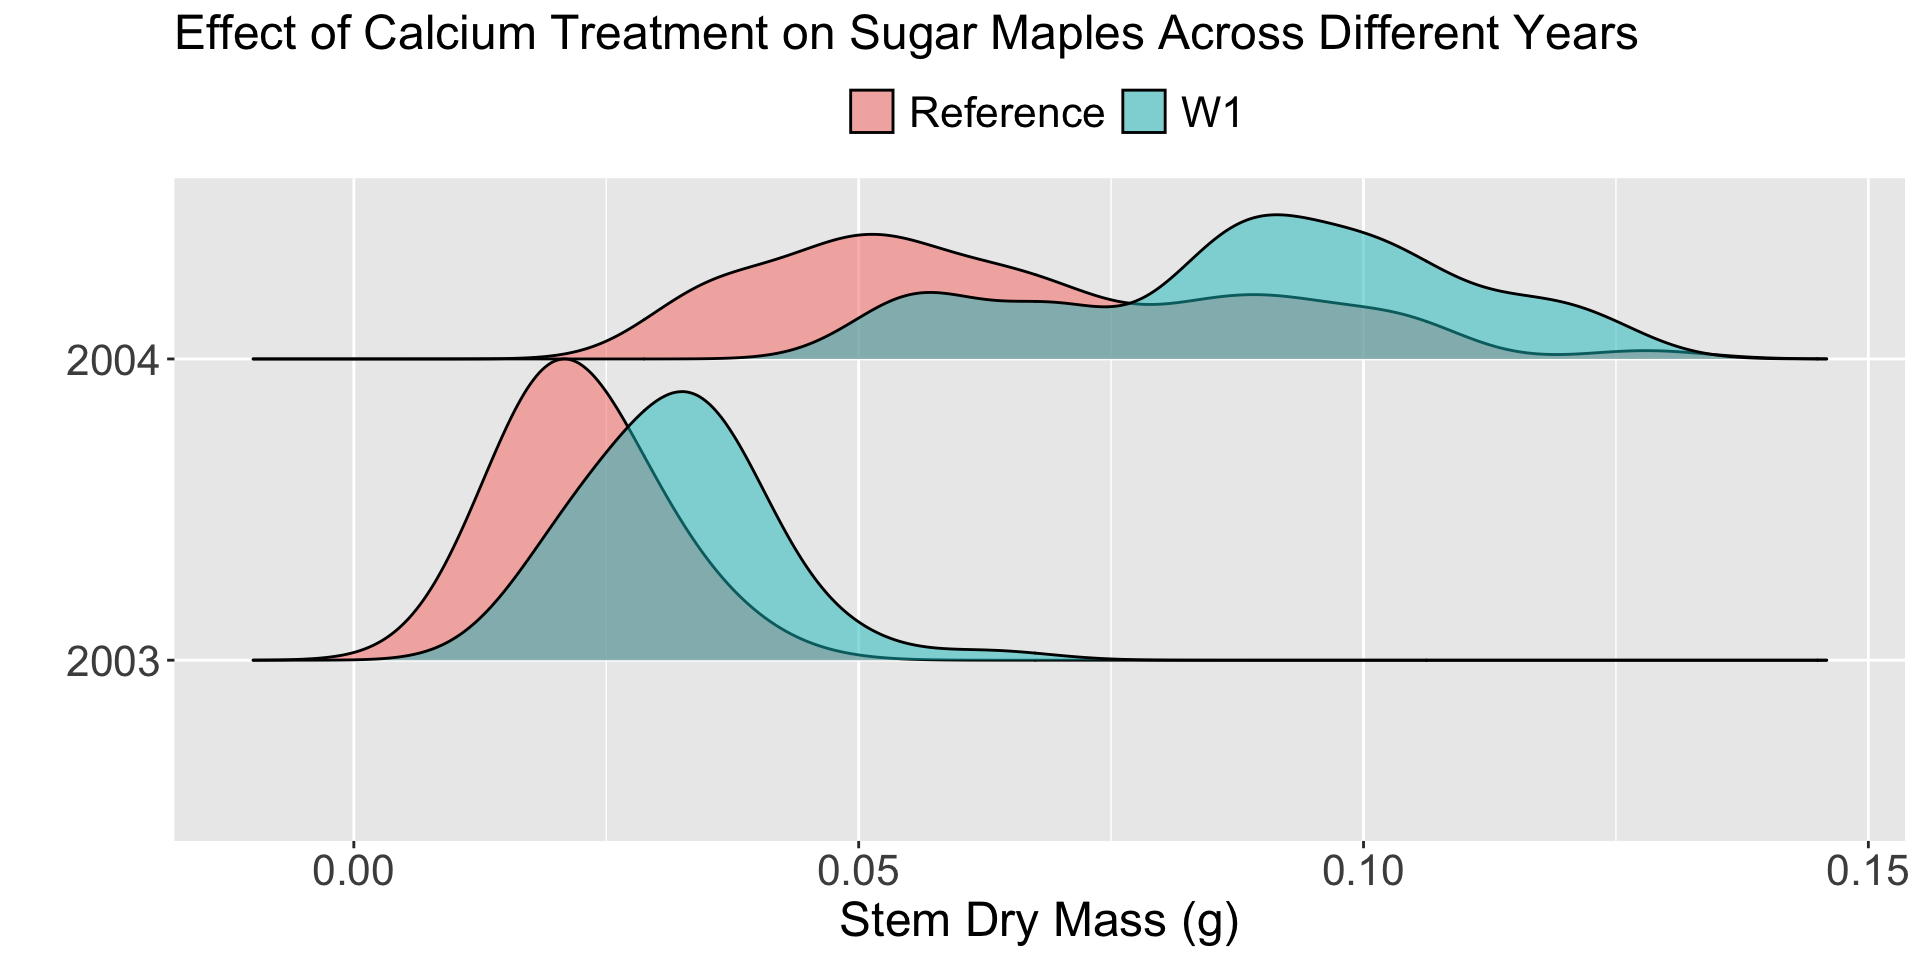 Effect of Calcium Treatment on Sugar Maples Across Different Years
Reference W1
2004
2003
0.00 0.05 0.10 0.15
Stem Dry Mass (g)